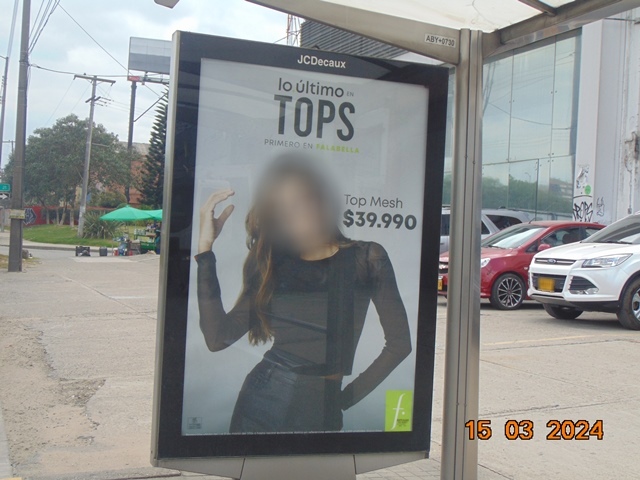 ABY+0730
JCDecaux
lo último EN
TOPS
PRIMERO EN FALABELLA
Top Mesh
$39.990
f.
15 03 2024